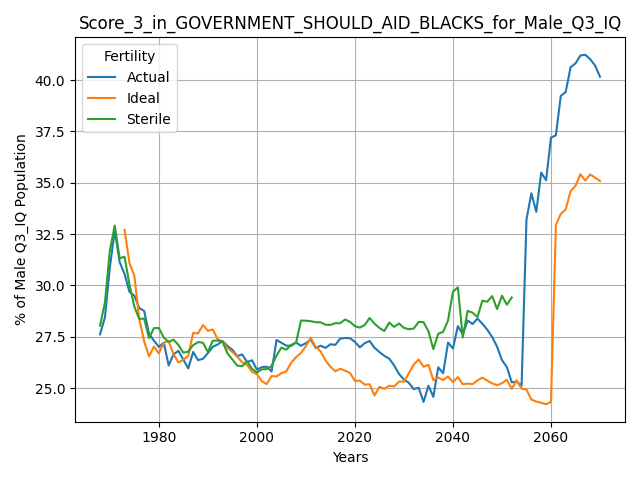 Score_3_in_GOVERNMENT_SHOULD_AID_BLACKS_for_Male_Q3_IQ
Fertility
Actual
Ideal
Sterile
% of Male Q3_IQ Population
40.0
37.5
35.0
32.5
30.0
27.5
25.0
1980
2000
2020
2040
2060
Years